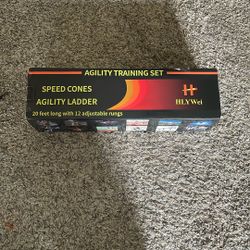 AGILITY TRAINING SET
SPEED CONES
AGILITY LADDER
20 feet long with 12 adjustable rungs
HLYWei